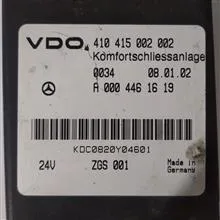 VDO 410 415 002 002
Komfortschliessanlage
0034 08.01.02
A 000 446 16 19
KDC0820Y04601
24V ZGS 001
Made in
Germany